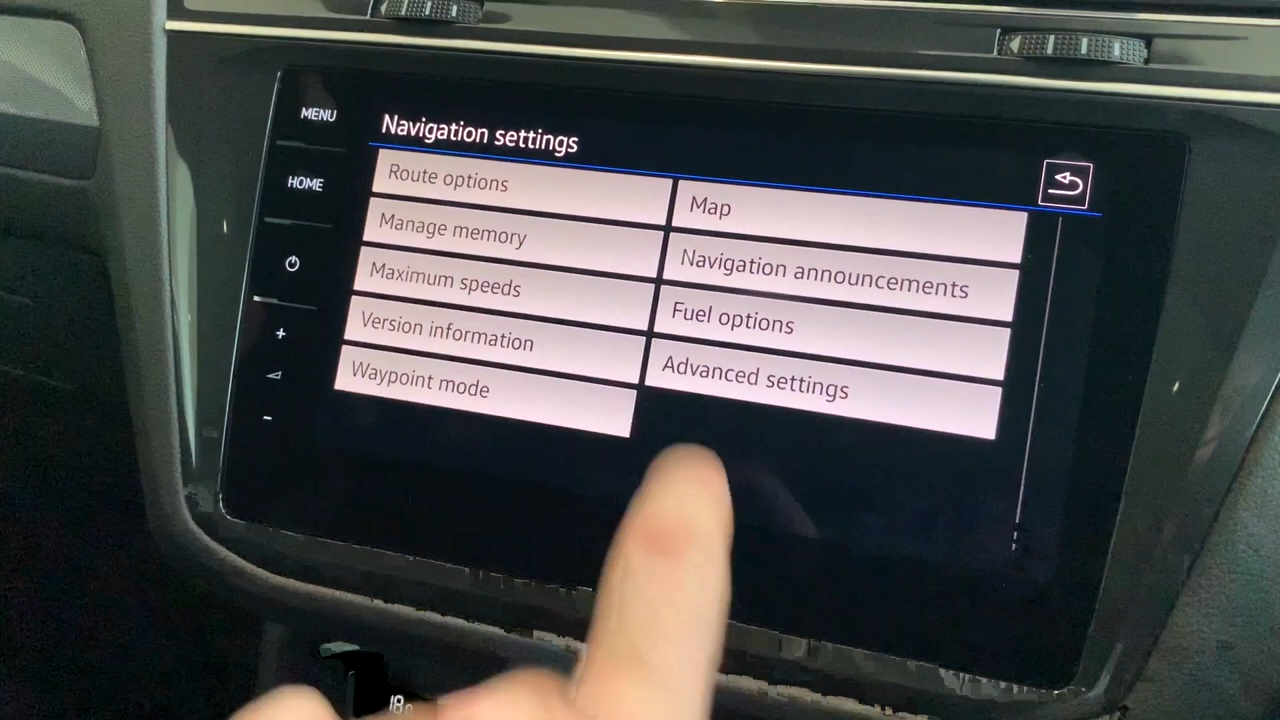 MENU
HOME
+
-
Navigation settings
Route options
Map
Manage memory
Navigation announcements
Maximum speeds
Fuel options
Version information
Advanced settings
Waypoint mode